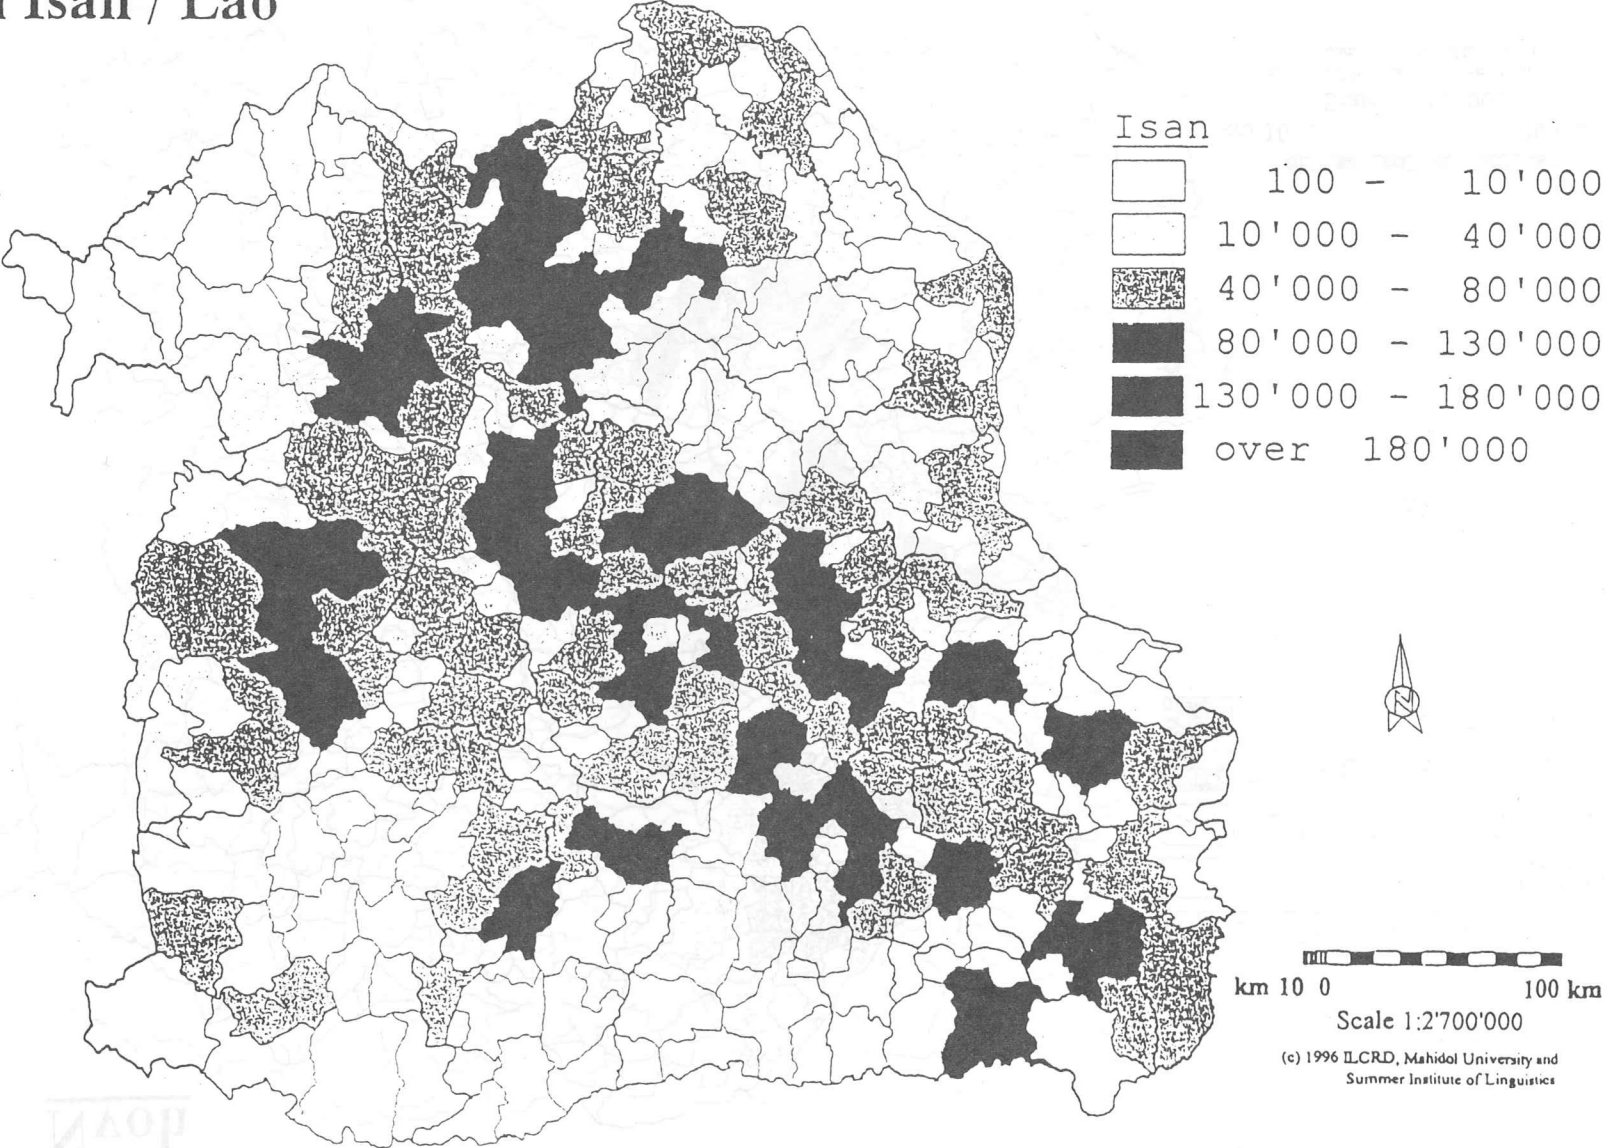 Isan / Lao
Isan
100 - 10'000
10'000 - 40'000
40'000 - 80'000
80'000 - 130'000
130'000 - 180'000
over 180'000
N
km 10 0 100 km
Scale 1:2'700'000
(c) 1996 ILCRD, Mahidol University and
Summer Institute of Linguistics